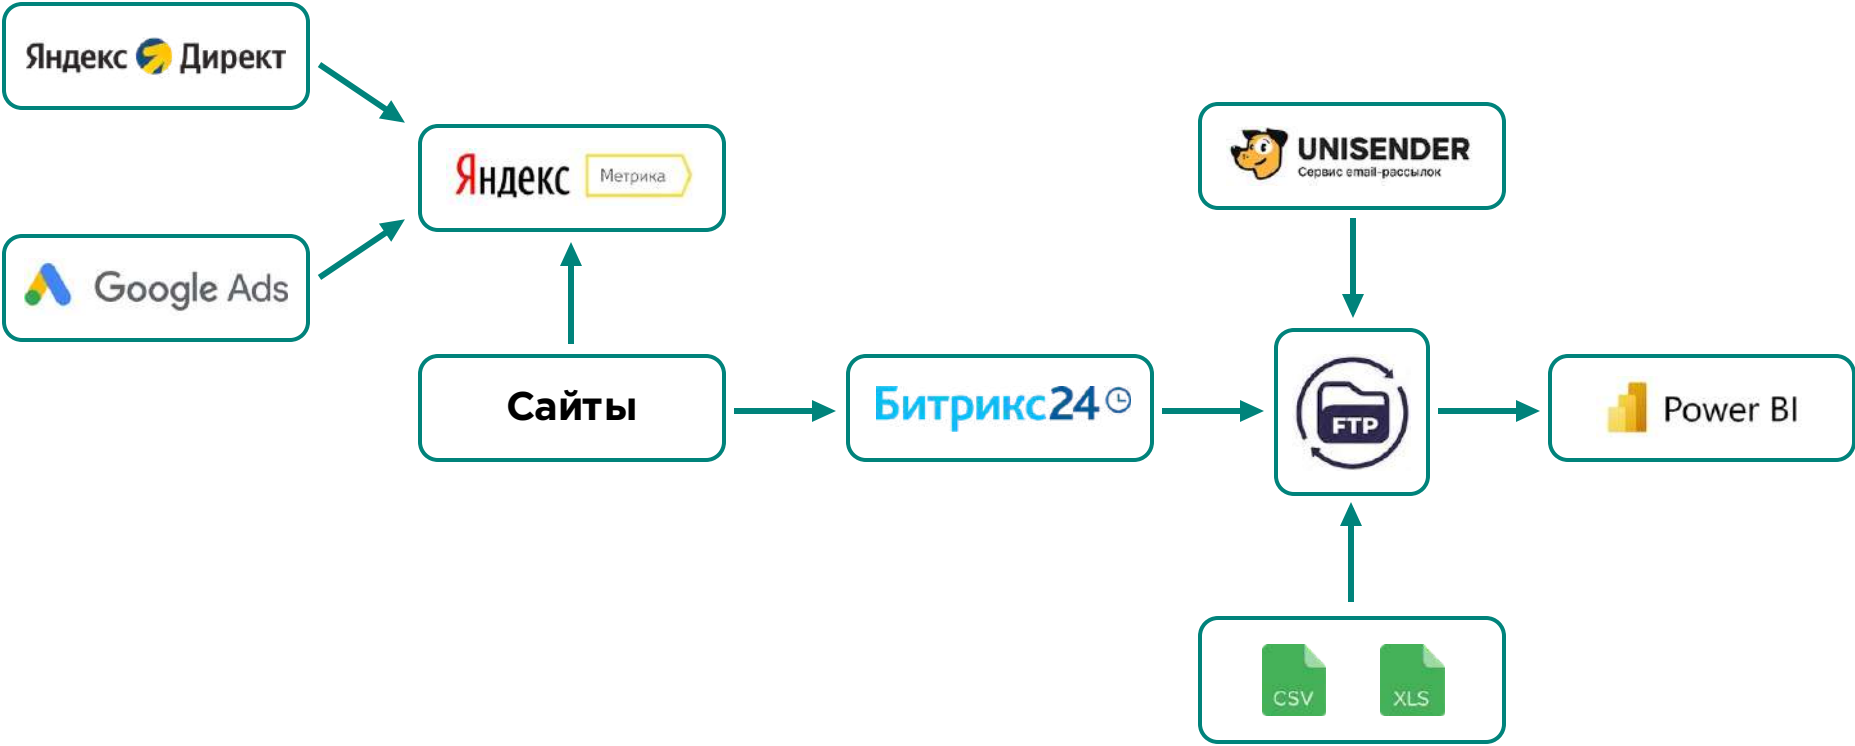 Яндекс Директ
Google Ads
Яндекс Метрика
Сайты
Битрикс24
UNISENDER
Сервис email-рассылок
FTP
Power BI
CSV XLS